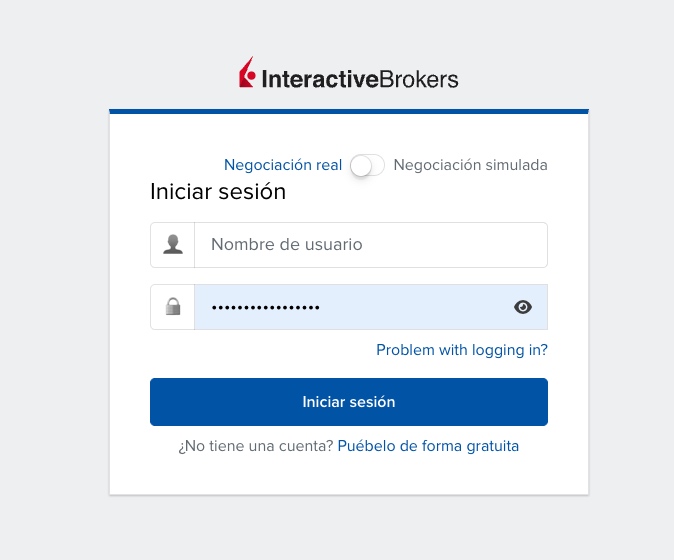 InteractiveBrokers
Negociación real Negociación simulada
Iniciar sesión
Nombre de usuario
•••••••••••••••••
Problem with logging in?
Iniciar sesión
¿No tiene una cuenta? Puébelo de forma gratuita